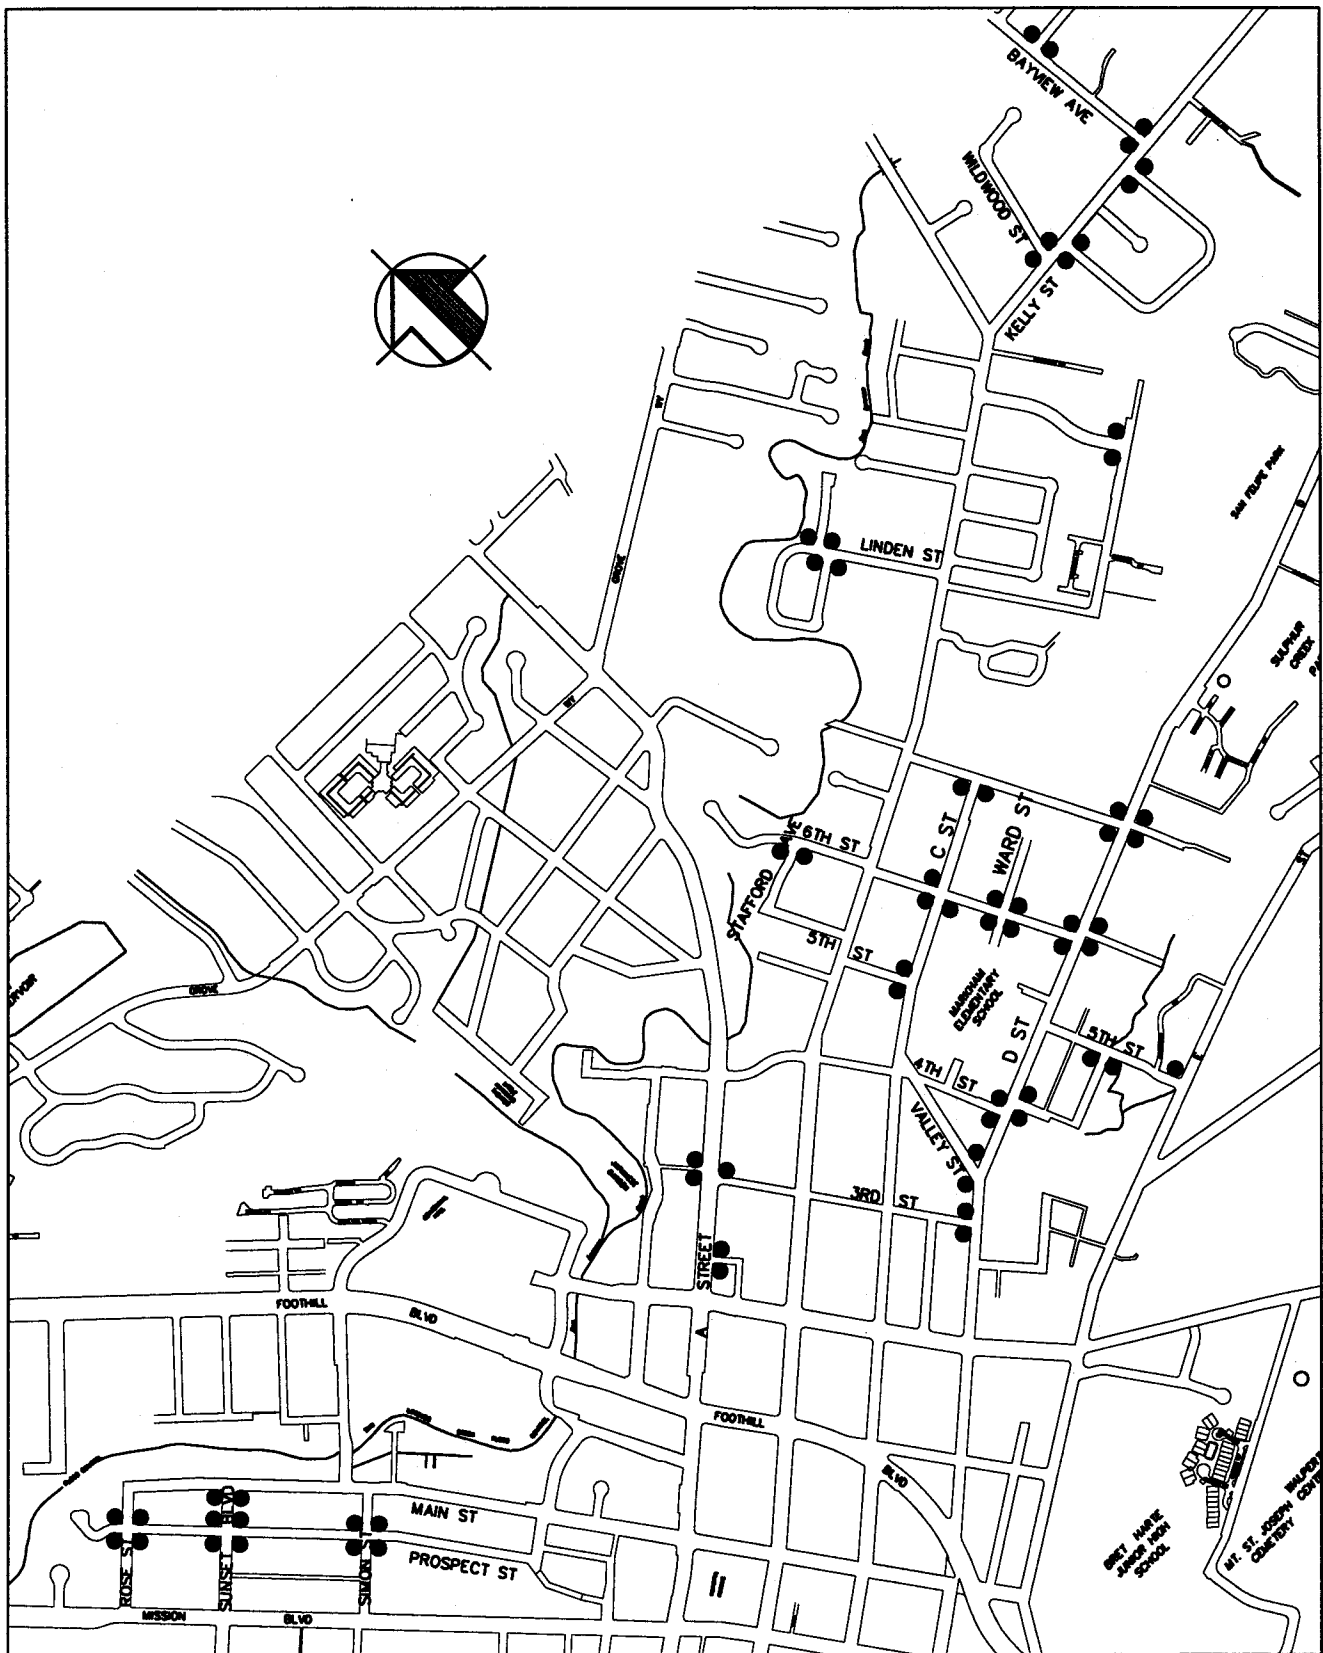 BAYVIEW AVE
WILDWOOD ST
KELLY ST
WY
SAN FELIPE PARK
B
LINDEN ST
GROVE
SULPHUR
CREEK
WY
C ST
WARD ST
6TH ST
STAFFORD AVE
ST
5TH ST
MARKHAM
ELEMENTARY
SCHOOL
GROVE
D ST
5TH ST
4TH ST
E
VALLEY ST
3RD ST
STREET
A
FOOTHILL
BLVD
FOOTHILL
BLVD
MAIN ST
PROSPECT ST
ROSE ST
SUNSET BLVD
SIMON ST
MISSION
BLVD
BRET HARTE
JUNIOR HIGH
SCHOOL
MT. ST. JOSEPH
CEMETERY